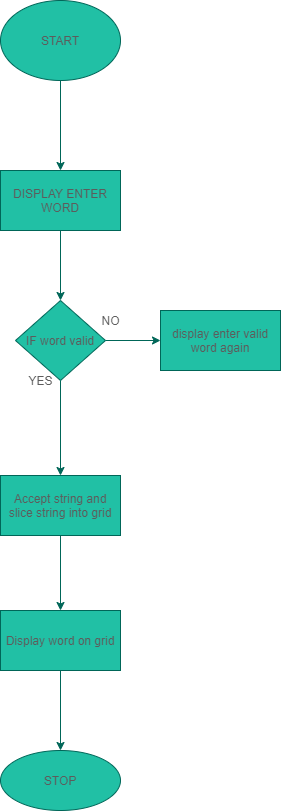 START
DISPLAY ENTER
WORD
IF word valid
NO
display enter valid
word again
YES
Accept string and
slice string into grid
Display word on grid
STOP